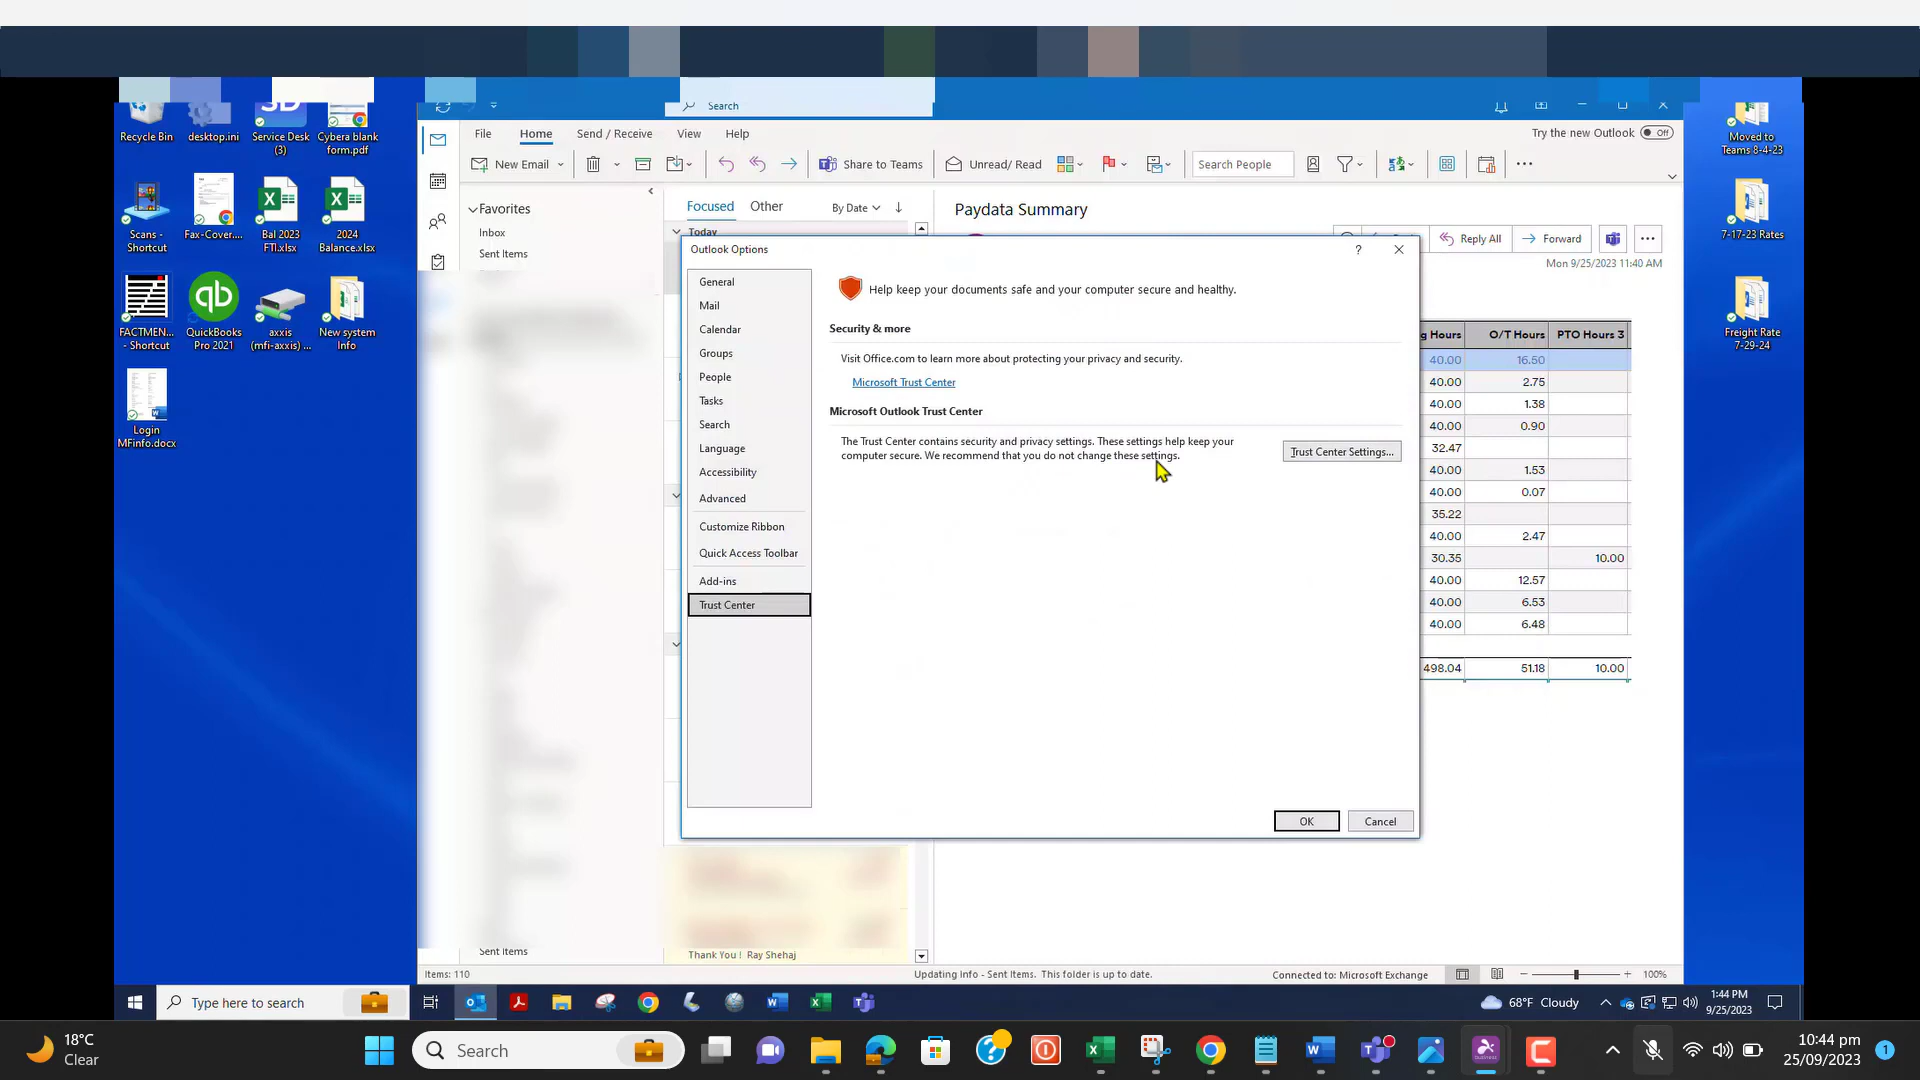 Search
Recycle Bin
desktop.ini
Service Desk (3)
Cybera blank form.pdf
Scans - Shortcut
Fax-Cover....
Bal 2023 FTI.xlsx
2024 Balance.xlsx
FACTMEN... - Shortcut
QuickBooks Pro 2021
axxis (mfi-axxis) ...
New system Info
Login MFinfo.docx
Moved to Teams 8-4-23
7-17-23 Rates
Freight Rate 7-29-24
File Home Send / Receive View Help
Try the new Outlook Off
New Email
Share to Teams
Unread/ Read
Search People
Favorites
Inbox
Sent Items
Focused Other By Date
Today
Paydata Summary
Reply All Forward
Mon 9/25/2023 11:40 AM
Outlook Options
General
Mail
Calendar
Groups
People
Tasks
Search
Language
Accessibility
Advanced
Customize Ribbon
Quick Access Toolbar
Add-ins
Trust Center
Help keep your documents safe and your computer secure and healthy.
Security & more
Visit Office.com to learn more about protecting your privacy and security.
Microsoft Trust Center
Microsoft Outlook Trust Center
The Trust Center contains security and privacy settings. These settings help keep your
computer secure. We recommend that you do not change these settings.
Trust Center Settings...
OK Cancel
g Hours O/T Hours PTO Hours 3
40.00 16.50
40.00 2.75
40.00 1.38
40.00 0.90
32.47
40.00 1.53
40.00 0.07
35.22
40.00 2.47
30.35 10.00
40.00 12.57
40.00 6.53
40.00 6.48
498.04 51.18 10.00
Sent Items
Thank You ! Ray Shehaj
Items: 110
Updating Info - Sent Items. This folder is up to date.
Connected to: Microsoft Exchange
100%
Type here to search
68°F Cloudy
1:44 PM
9/25/2023
18°C
Clear
Search
10:44 pm
25/09/2023
1